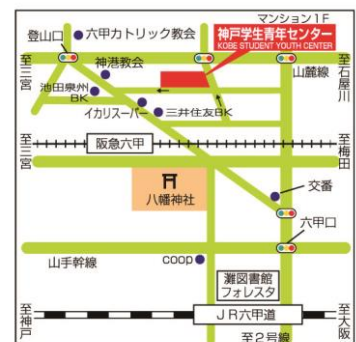 マンション1F
登山口
六甲カトリック教会
神戸学生青年センター
KOBE STUDENT YOUTH CENTER
至三宮
神港教会
山麓線
至石屋川
池田泉州
BK
イカリスーパー
三井住友BK
至三宮
阪急六甲
至梅田
八幡神社
交番
六甲口
山手幹線
coop
灘図書館
フォレスタ
至神戸
JR六甲道
至大阪
至2号線